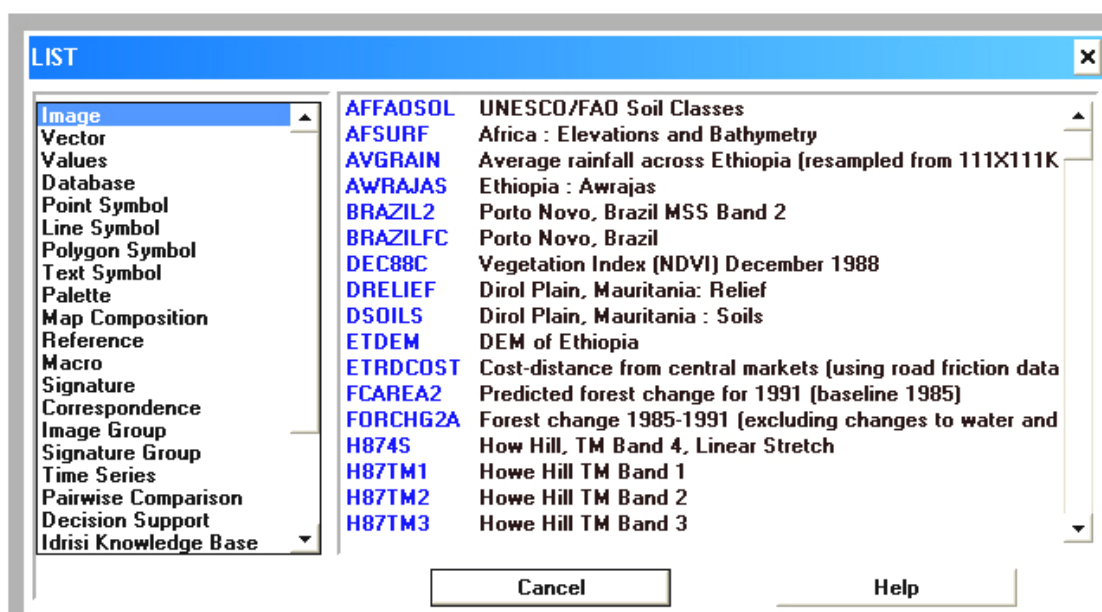 LIST
Image
Vector
Values
Database
Point Symbol
Line Symbol
Polygon Symbol
Text Symbol
Palette
Map Composition
Reference
Macro
Signature
Correspondence
Image Group
Signature Group
Time Series
Pairwise Comparison
Decision Support
Idrisi Knowledge Base
AFFAOSOL UNESCO/FAO Soil Classes
AFSURF Africa : Elevations and Bathymetry
AVGRAIN Average rainfall across Ethiopia (resampled from 111X111K
AWRAJAS Ethiopia : Awrajas
BRAZIL2 Porto Novo, Brazil MSS Band 2
BRAZILFC Porto Novo, Brazil
DEC88C Vegetation Index (NDVI) December 1988
DRELIEF Dirol Plain, Mauritania: Relief
DSOILS Dirol Plain, Mauritania : Soils
ETDEM DEM of Ethiopia
ETRDCOST Cost-distance from central markets (using road friction data
FCAREA2 Predicted forest change for 1991 (baseline 1985)
FORCHG2A Forest change 1985-1991 (excluding changes to water and
H874S How Hill, TM Band 4, Linear Stretch
H87TM1 Howe Hill TM Band 1
H87TM2 Howe Hill TM Band 2
H87TM3 Howe Hill TM Band 3
Cancel Help